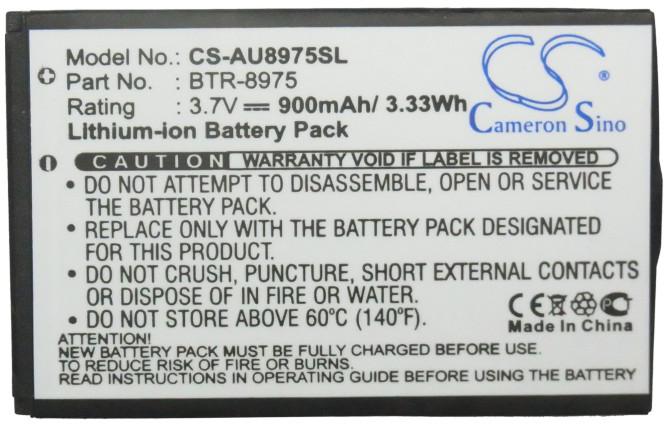 Model No.: CS-AU8975SL
Part No. : BTR-8975
Rating : 3.7V 900mAh/ 3.33Wh
Lithium-ion Battery Pack
CS
®
Cameron Sino
CAUTION WARRANTY VOID IF LABEL IS REMOVED
• DO NOT ATTEMPT TO DISASSEMBLE, OPEN OR SERVICE
THE BATTERY PACK.
• REPLACE ONLY WITH THE BATTERY PACK DESIGNATED
FOR THIS EQUIPMENT.
• DO NOT CRUSH, PUNCTURE, SHORT EXTERNAL CONTACTS
OR DISPOSE OF IN FIRE OR WATER.
• DO NOT STORE ABOVE 60°C (140°F).
CE
Made In China
ATTENTION!
NEW BATTERY PACK MUST BE FULLY CHARGED BEFORE USE.
RISK OF FIRE OR BURNS.
READ INSTRUCTIONS IN OPERATING GUIDE BEFORE USING BATTERY